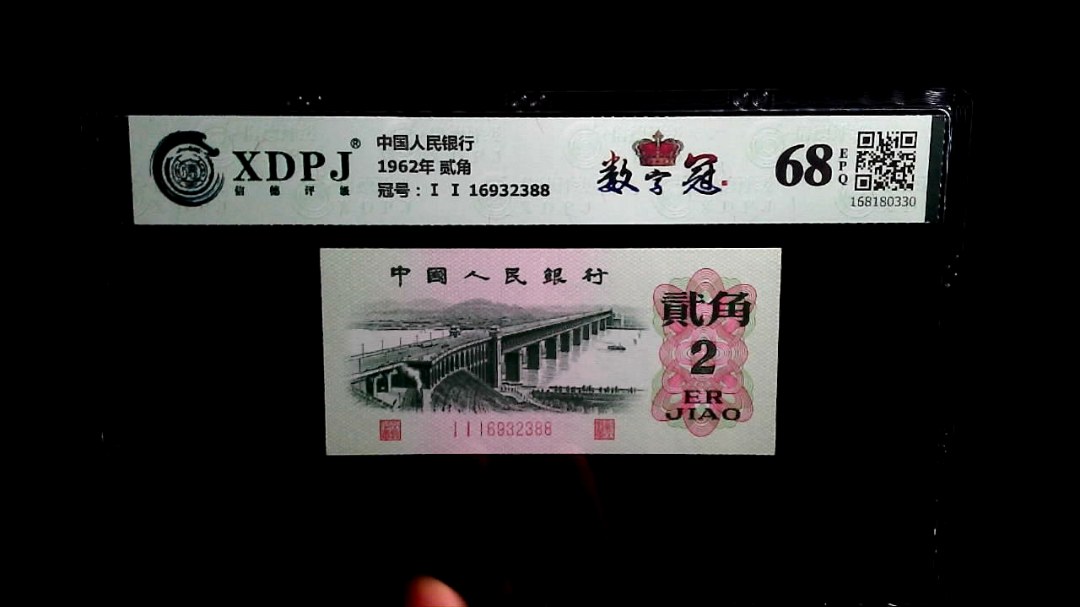 XDPJ®
信德评级
中国人民银行
1962年 贰角
冠号：I I 16932388
数字冠
68
EPQ
168180330
中國人民銀行
貳角
2
ER
JIAO
I I 16932388